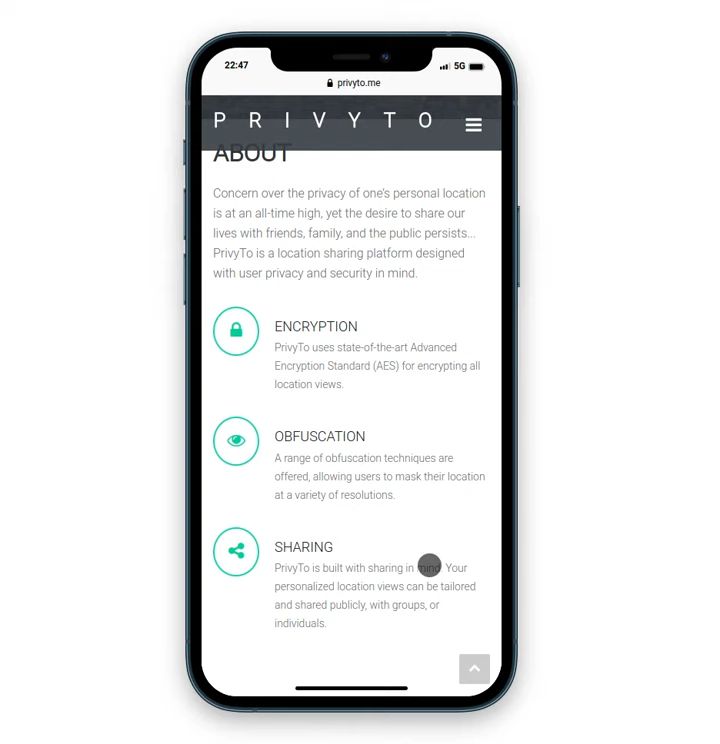 22:47
5G
privyto.me
PRIVYTO
ABOUT
Concern over the privacy of one's personal location
is at an all-time high, yet the desire to share our
lives with friends, family, and the public persists...
PrivyTo is a location sharing platform designed
with user privacy and security in mind.
ENCRYPTION
PrivyTo uses state-of-the-art Advanced
Encryption Standard (AES) for encrypting all
location views.
OBFUSCATION
A range of obfuscation techniques are
offered, allowing users to mask their location
at a variety of resolutions.
SHARING
PrivyTo is built with sharing in mind. Your
personalized location views can be tailored
and shared publicly, with groups, or
individuals.